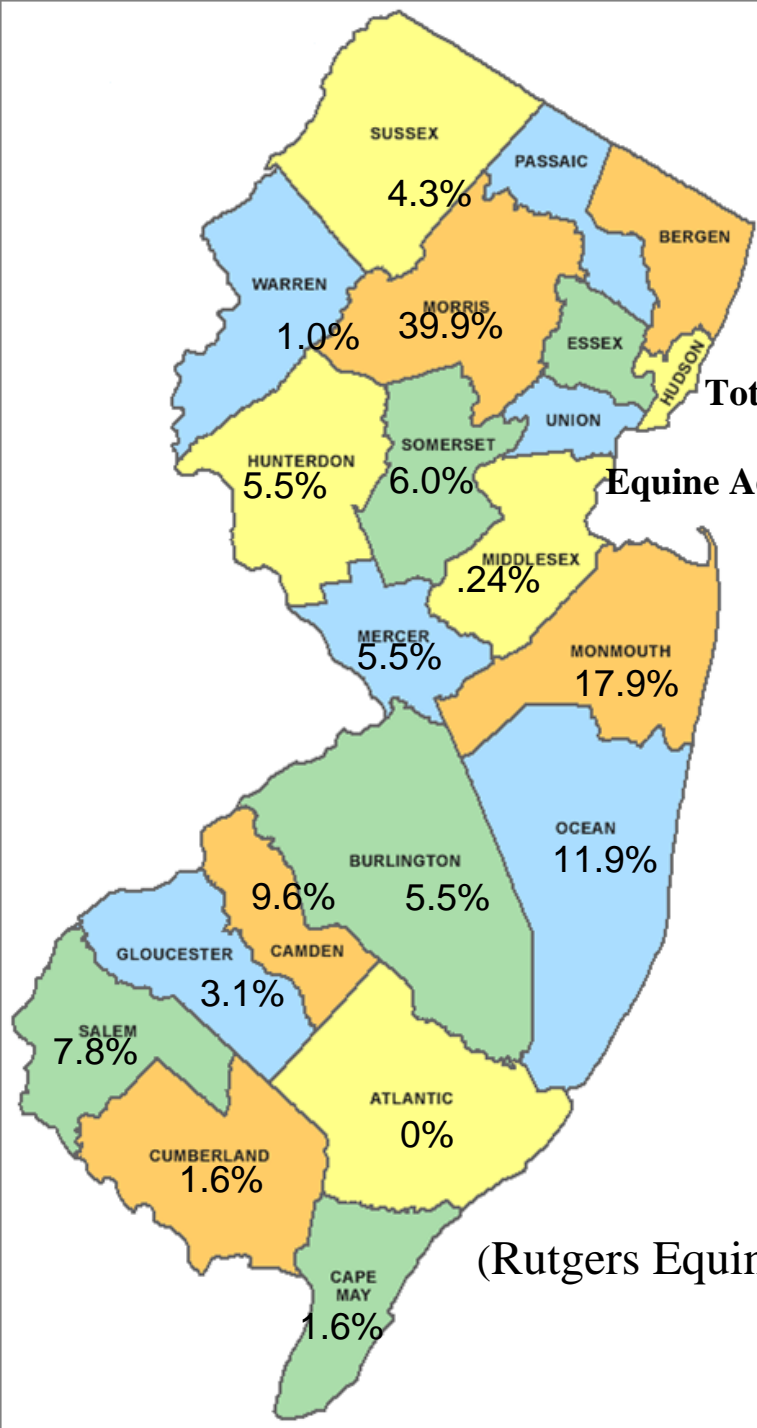 SUSSEX
4.3%
PASSAIC
BERGEN
WARREN
1.0%
MORRIS
39.9%
ESSEX
HUDSON
Tot
UNION
HUNTERDON
5.5%
SOMERSET
6.0%
Equine A
MIDDLESEX
.24%
MERCER
5.5%
MONMOUTH
17.9%
OCEAN
11.9%
BURLINGTON
5.5%
9.6%
CAMDEN
GLOUCESTER
3.1%
SALEM
7.8%
ATLANTIC
0%
CUMBERLAND
1.6%
(Rutgers Equin
CAPE
MAY
1.6%